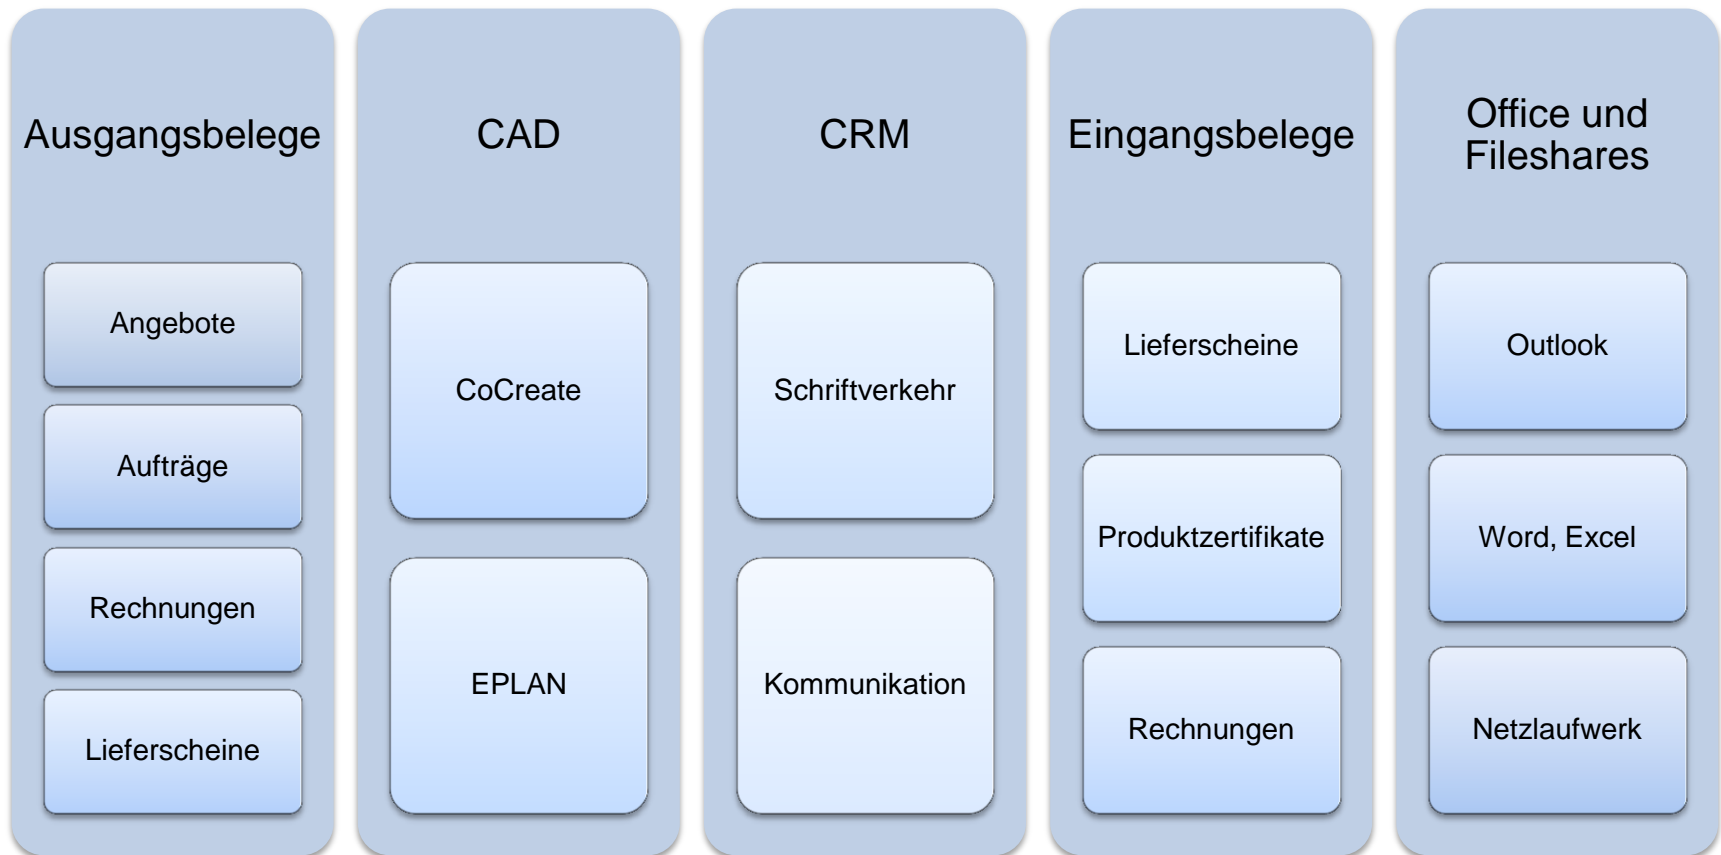 Ausgangsbelege
Angebote
Aufträge
Rechnungen
Lieferscheine
CAD
CoCreate
EPLAN
CRM
Schriftverkehr
Kommunikation
Eingangsbelege
Lieferscheine
Produktzertifikate
Rechnungen
Office und
Fileshares
Outlook
Word, Excel
Netzlaufwerk